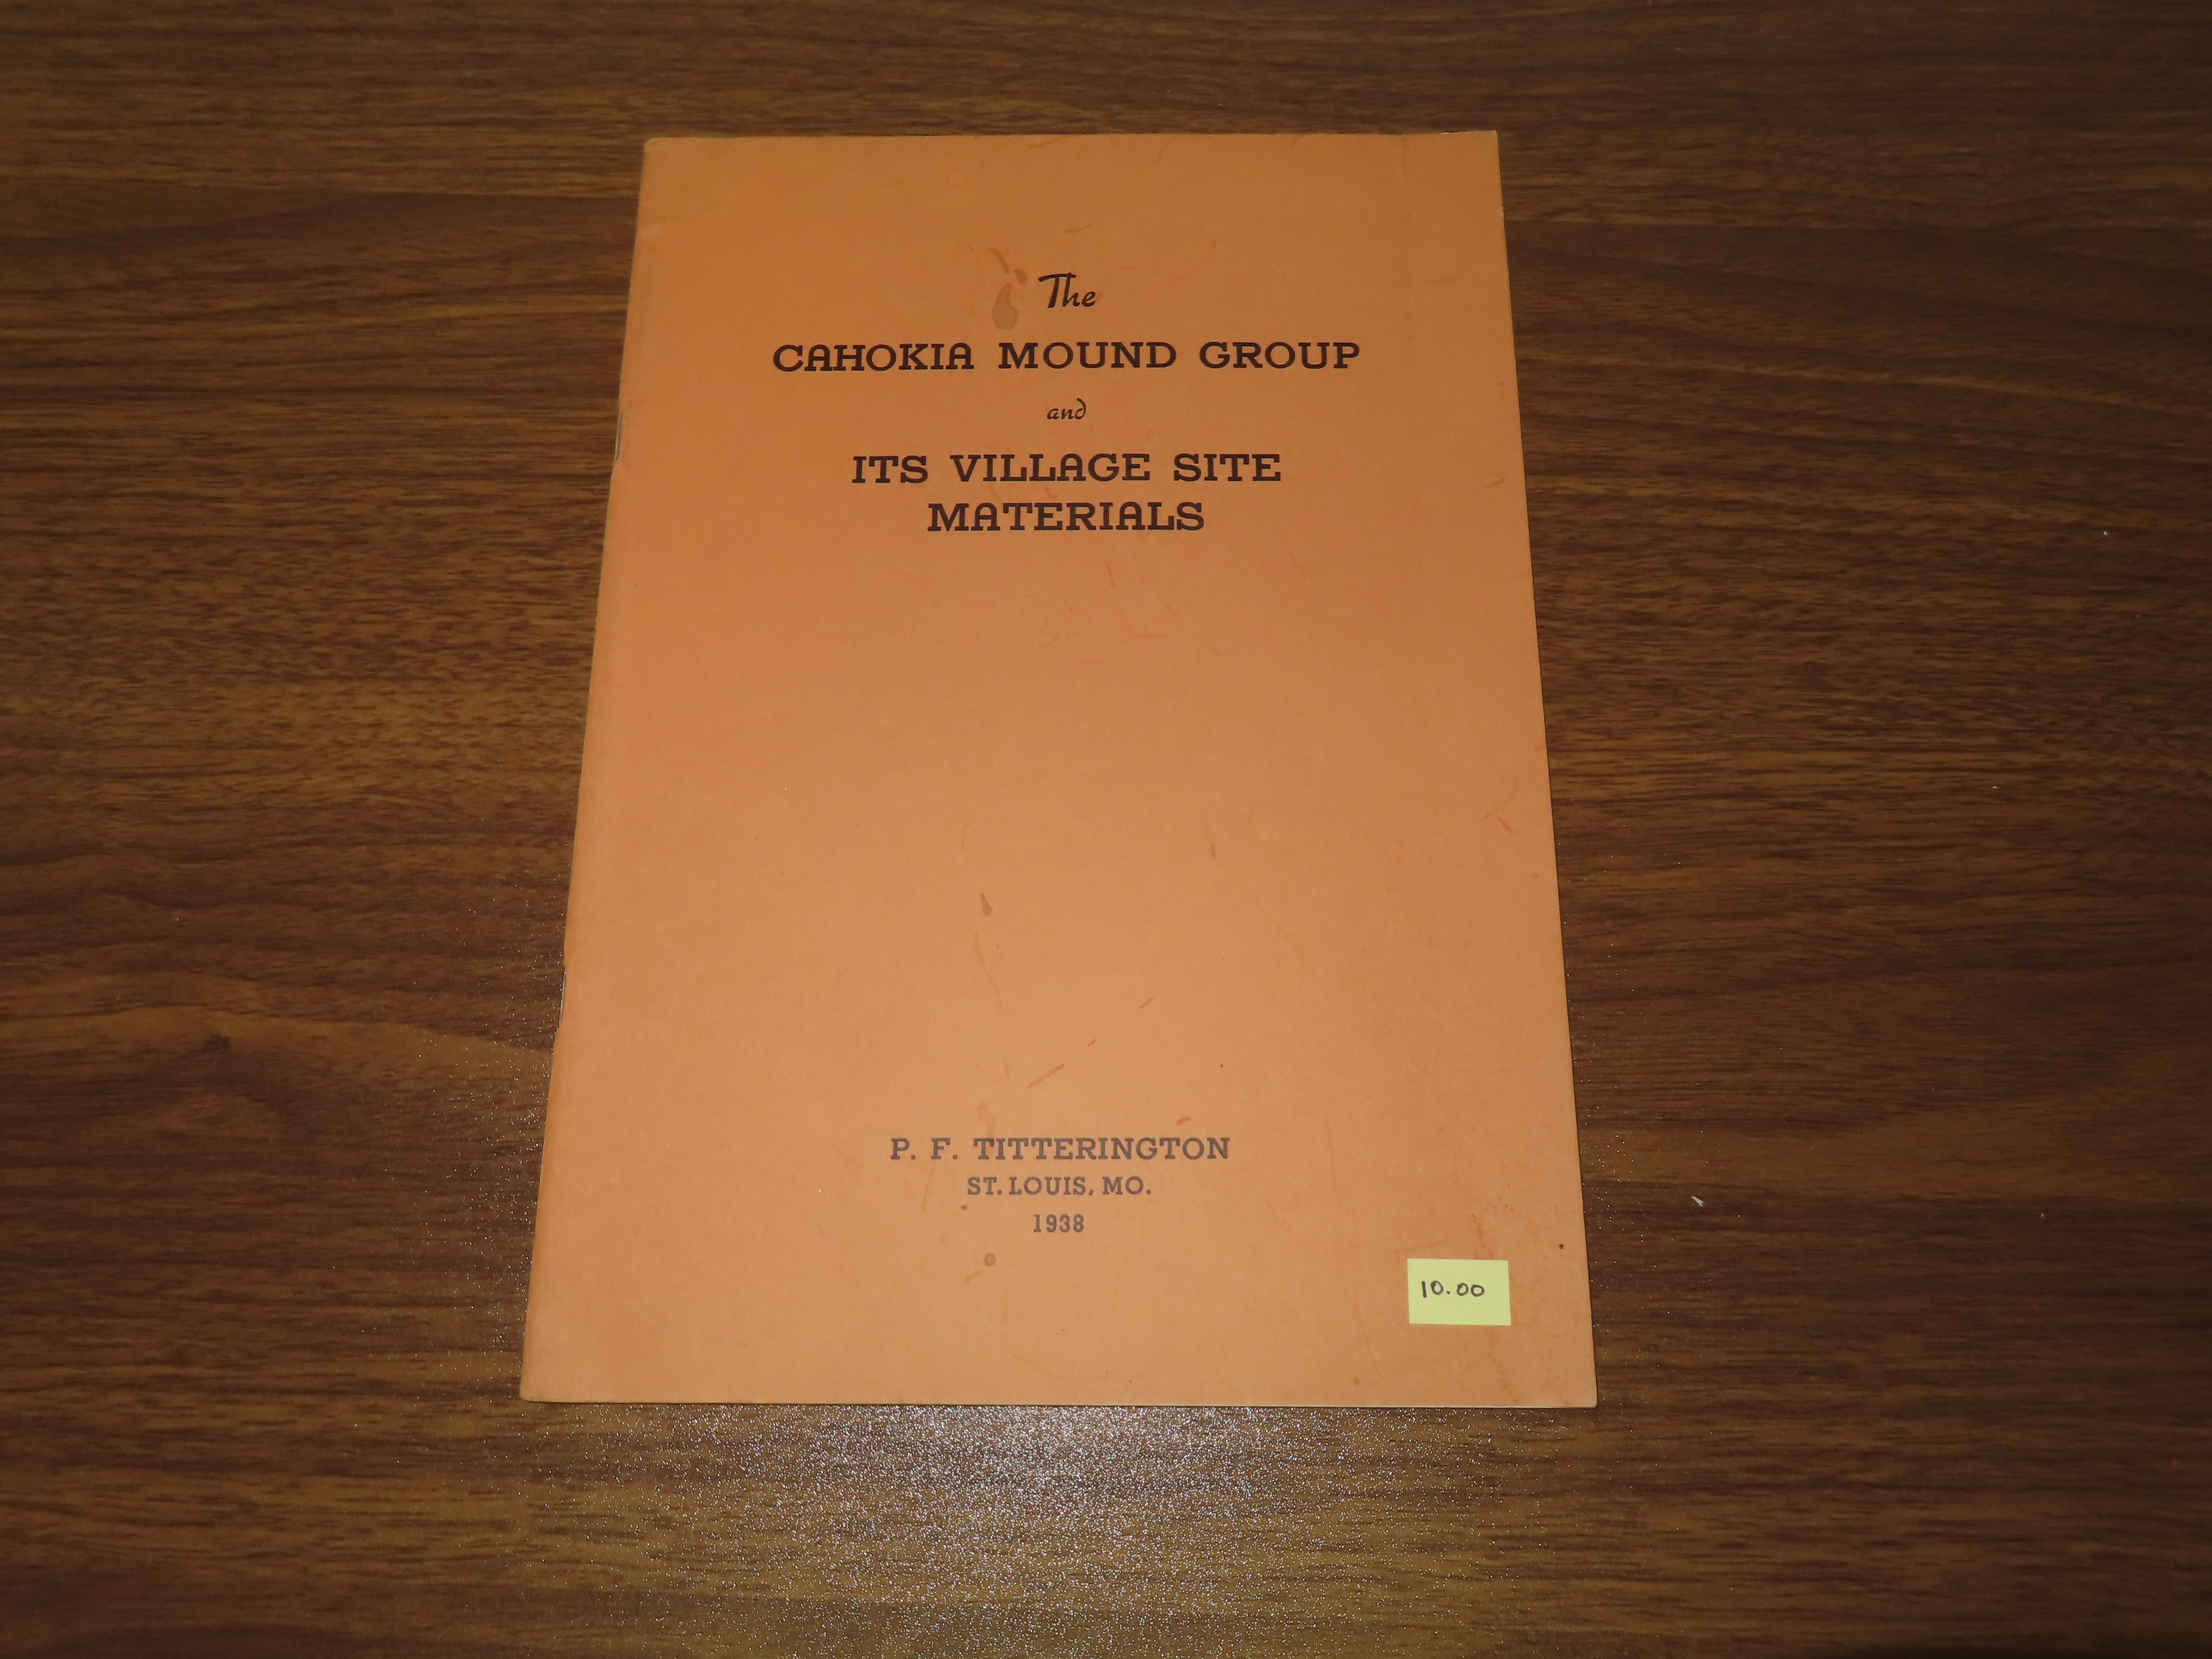 The
CAHOKIA MOUND GROUP
and
ITS VILLAGE SITE
MATERIALS
P. F. TITTERINGTON
ST. LOUIS, MO.
1938
10.00